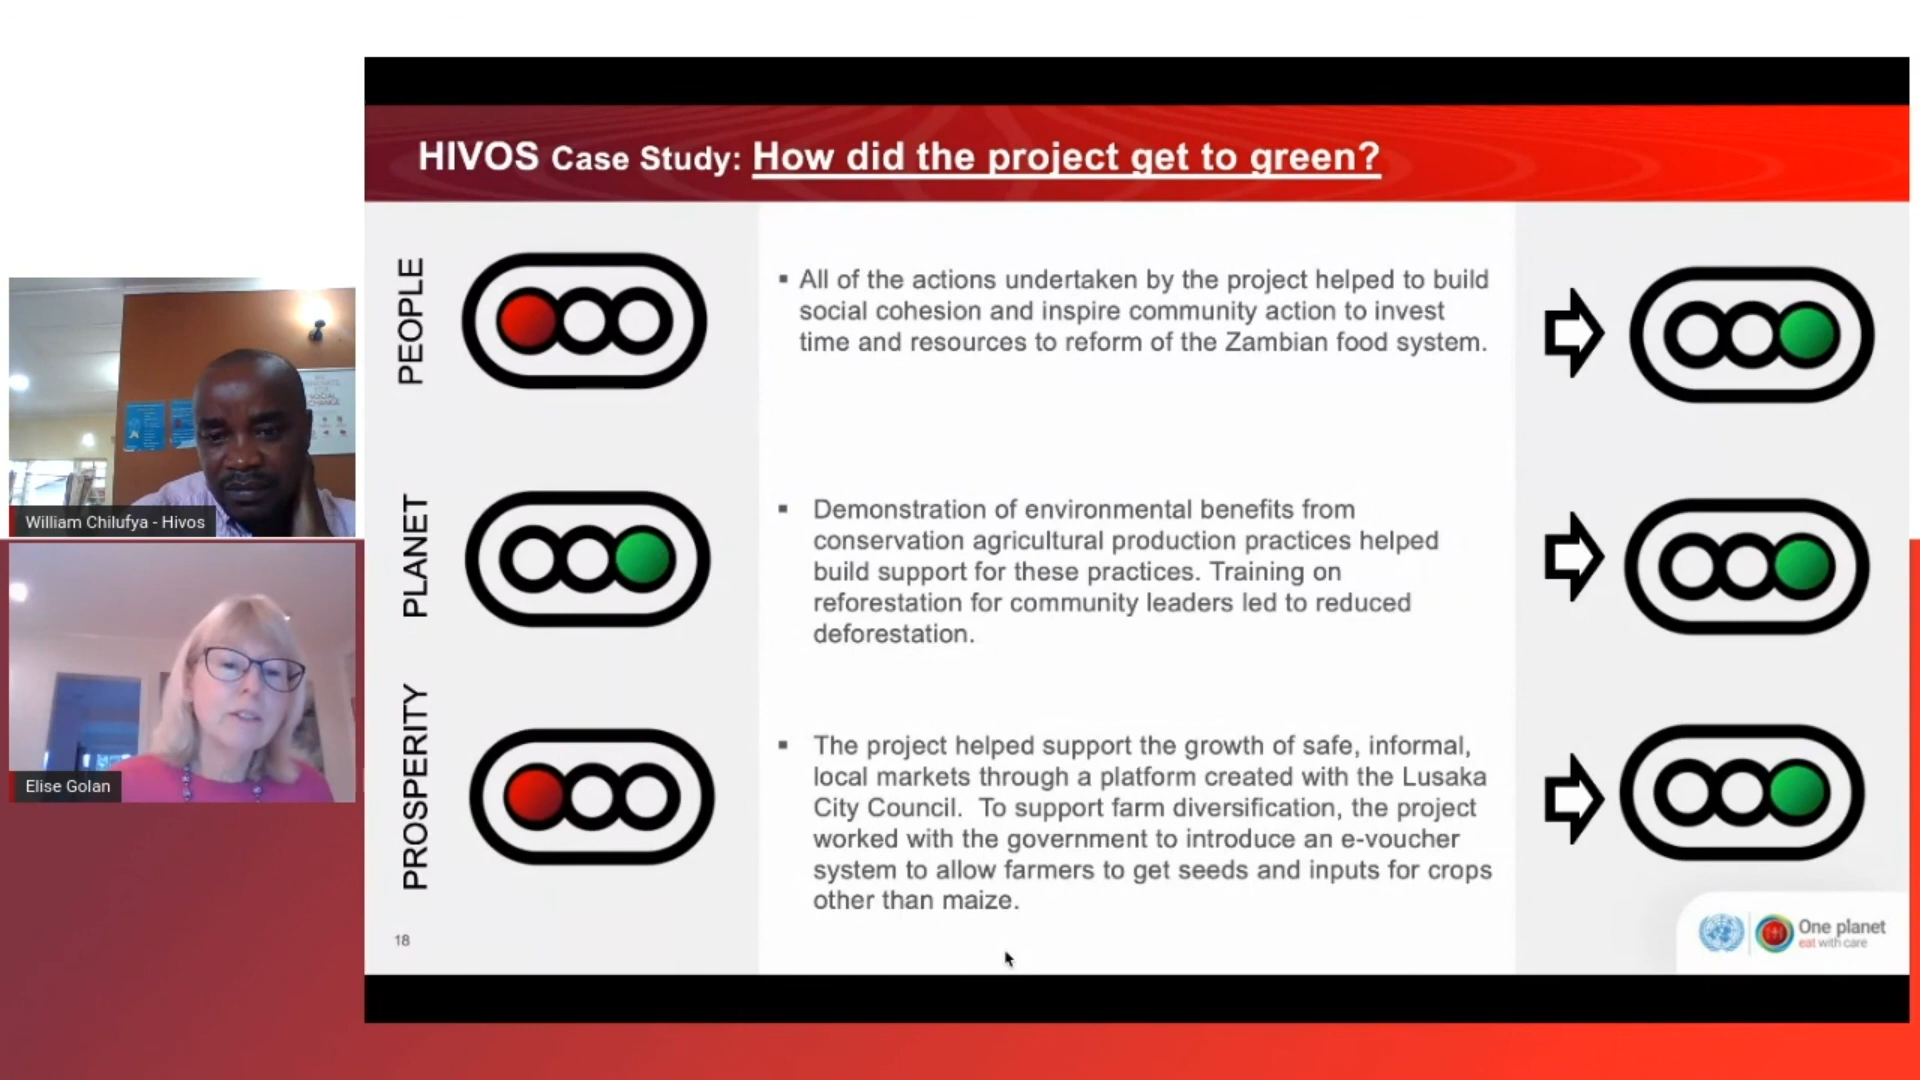 HIVOS Case Study: How did the project get to green?
PEOPLE
▪ All of the actions undertaken by the project helped to build
social cohesion and inspire community action to invest
time and resources to reform of the Zambian food system.
PLANET
▪ Demonstration of environmental benefits from
conservation agricultural production practices helped
build support for these practices. Training on
reforestation for community leaders led to reduced
deforestation.
PROSPERITY
▪ The project helped support the growth of safe, informal,
local markets through a platform created with the Lusaka
City Council. To support farm diversification, the project
worked with the government to introduce an e-voucher
system to allow farmers to get seeds and inputs for crops
other than maize.
18
One planet
eat with care
SOCIAL
CHANGE
William Chilufya - Hivos
Elise Golan